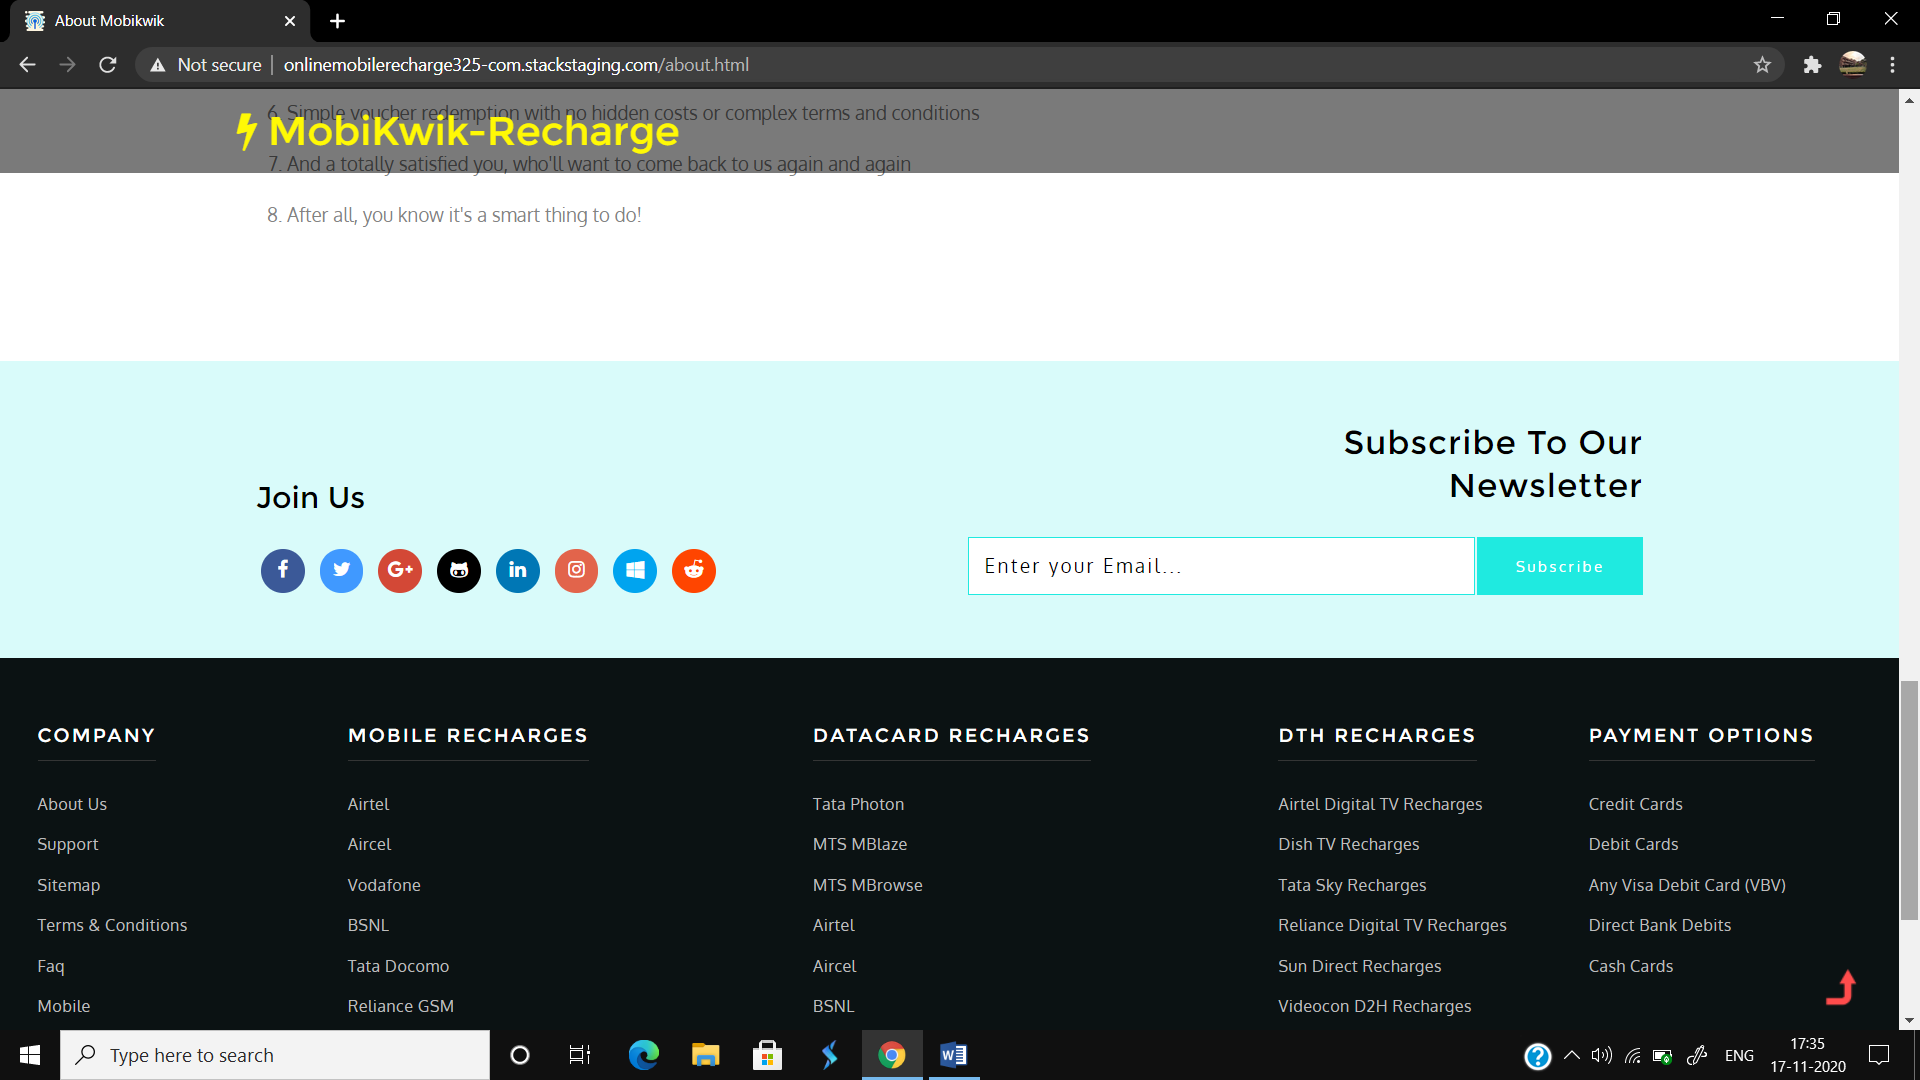 About Mobikwik
Not secure
onlinemobilerecharge325-com.stackstaging.com/about.html
6. Simple voucher redemption with no hidden costs or complex terms and conditions
MobiKwik-Recharge
7. And a totally satisfied you, who'll want to come back to us again and again
8. After all, you know it's a smart thing to do!
Subscribe To Our
Newsletter
Join Us
Enter your Email...
Subscribe
COMPANY
About Us
Support
Sitemap
Terms & Conditions
Faq
Mobile
MOBILE RECHARGES
Airtel
Aircel
Vodafone
BSNL
Tata Docomo
Reliance GSM
DATACARD RECHARGES
Tata Photon
MTS MBlaze
MTS MBrowse
Airtel
Aircel
BSNL
DTH RECHARGES
Airtel Digital TV Recharges
Dish TV Recharges
Tata Sky Recharges
Reliance Digital TV Recharges
Sun Direct Recharges
Videocon D2H Recharges
PAYMENT OPTIONS
Credit Cards
Debit Cards
Any Visa Debit Card (VBV)
Direct Bank Debits
Cash Cards
Type here to search
ENG
17:35
17-11-2020